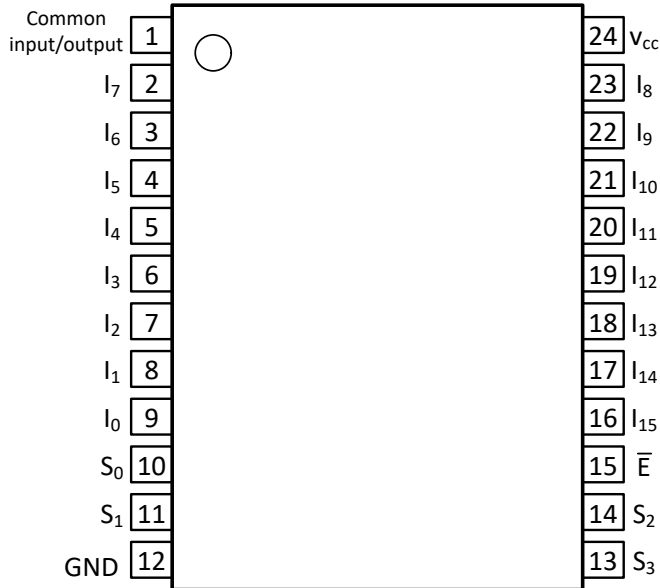 Common
input/output 1 24 v_cc
I₇ 2 23 I₈
I₆ 3 22 I₉
I₅ 4 21 I₁₀
I₄ 5 20 I₁₁
I₃ 6 19 I₁₂
I₂ 7 18 I₁₃
I₁ 8 17 I₁₄
I₀ 9 16 I₁₅
S₀ 10 15 E̅
S₁ 11 14 S₂
GND 12 13 S₃